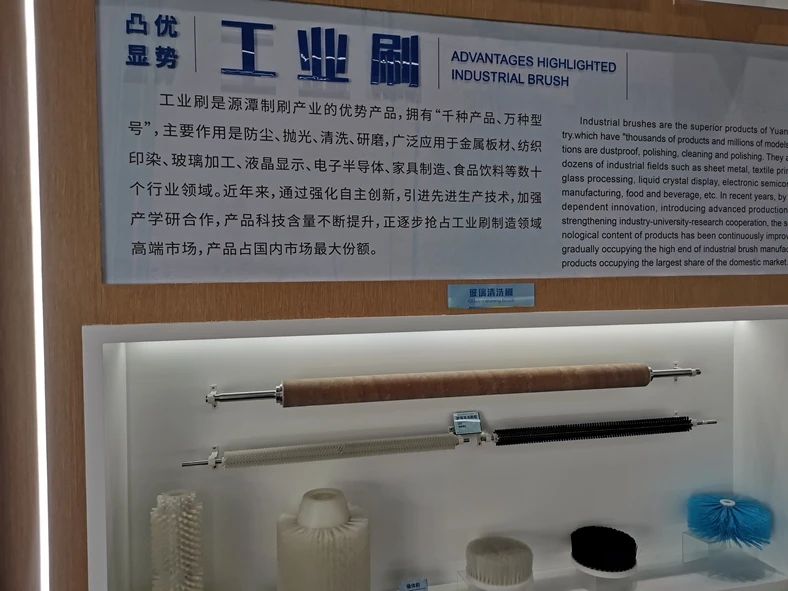 凸优
显势
工业刷
ADVANTAGES HIGHLIGHTED
INDUSTRIAL BRUSH
工业刷是源潭制刷产业的优势产品，拥有“千种产品、万种型
号”，主要作用是防尘、抛光、清洗、研磨，广泛应用于金属板材、纺织
印染、玻璃加工、液晶显示、电子半导体、家具制造、食品饮料等数十
个行业领域。近年来，通过强化自主创新，引进先进生产技术，加强
产学研合作，产品科技含量不断提升，正逐步抢占工业刷制造领域
高端市场，产品占国内市场最大份额。
Industrial brushes are the superior products of Yuan
try.which have "thousands of products and millions of models
tions are dustproof, polishing, cleaning and polishing. They a
dozens of industrial fields such as sheet metal, textile prin
glass processing, liquid crystal display, electronic semicon
manufacturing, food and beverage, etc. In recent years, by
dependent innovation, introducing advanced production
strengthening industry-university-research cooperation, the s
nological content of products has been continuously improv
gradually occupying the high end of industrial brush manufac
products occupying the largest share of the domestic market.
玻璃清洗刷